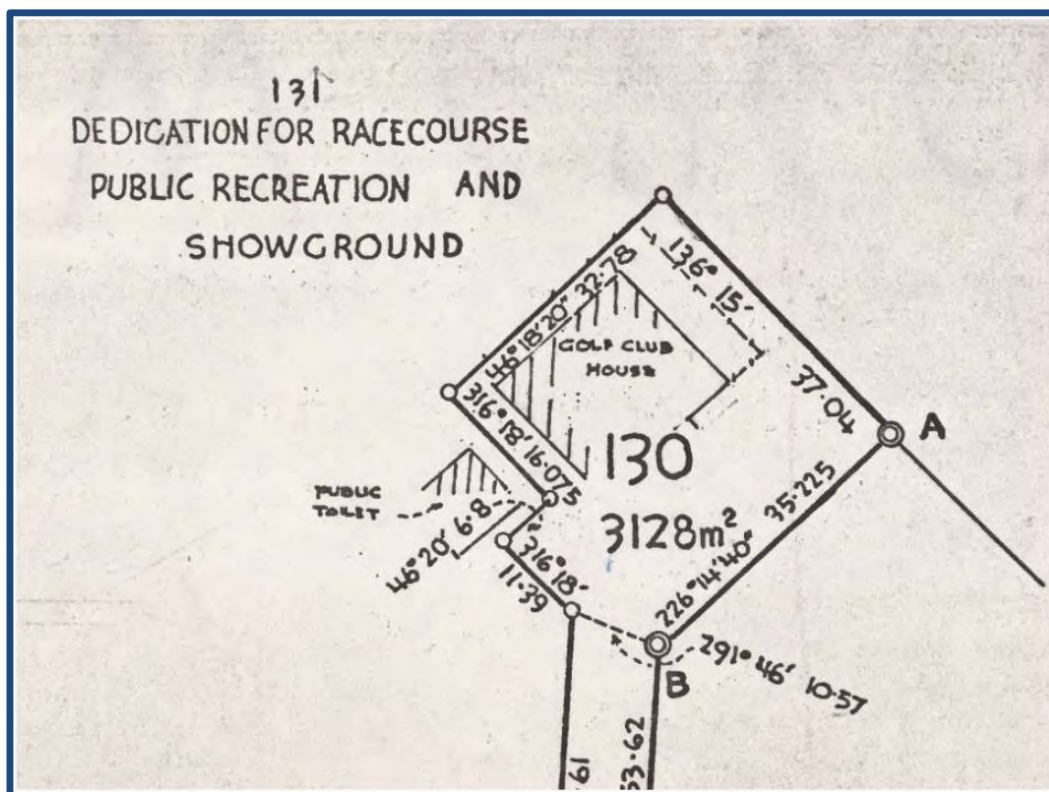 131
DEDICATION FOR RACECOURSE
PUBLIC RECREATION AND
SHOWGROUND
136° 15'
37.04
A
46° 18' 20" 32.78
GOLF CLUB
HOUSE
316° 18' 16.075
130
3128m²
PUBLIC
TOILET
46° 20' 6.8
316° 18'
11.39
226° 14' 40" 35.225
291° 46' 10.57
B
61
53.62